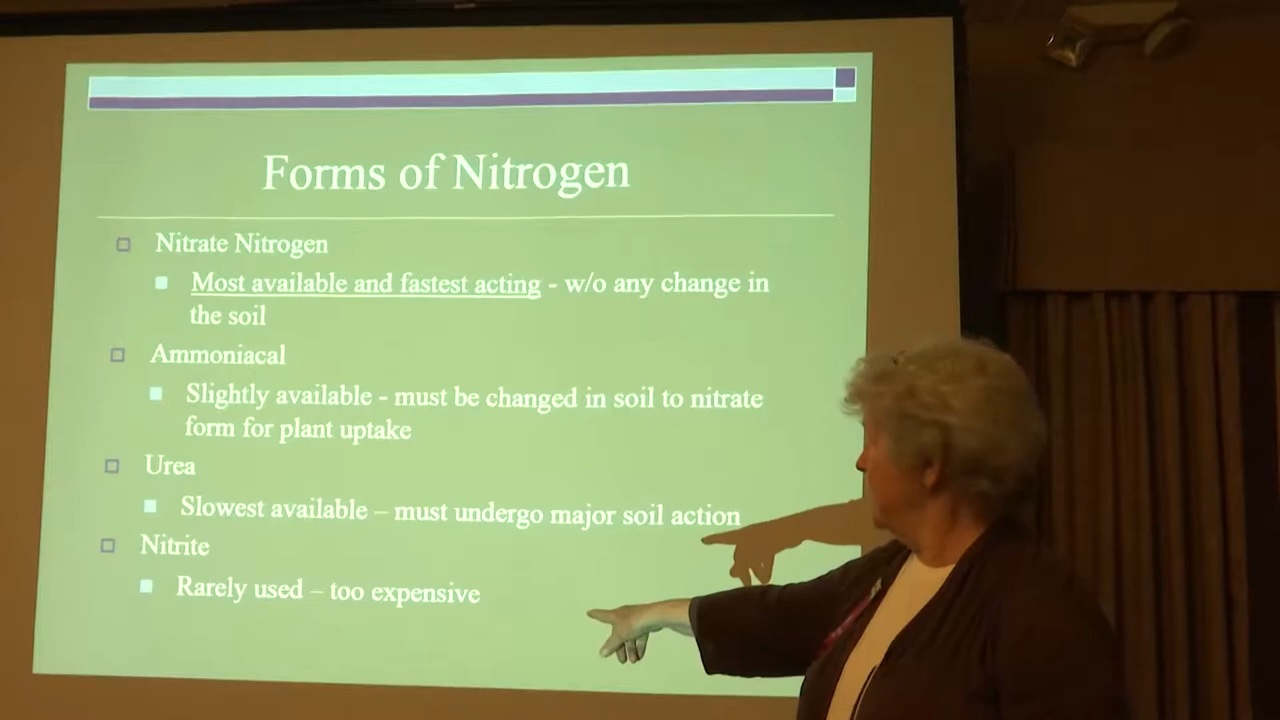 Forms of Nitrogen
Nitrate Nitrogen
Most available and fastest acting - w/o any change in
the soil
Ammoniacal
Slightly available - must be changed in soil to nitrate
form for plant uptake
Urea
Slowest available – must undergo major soil action
Nitrite
Rarely used – too expensive